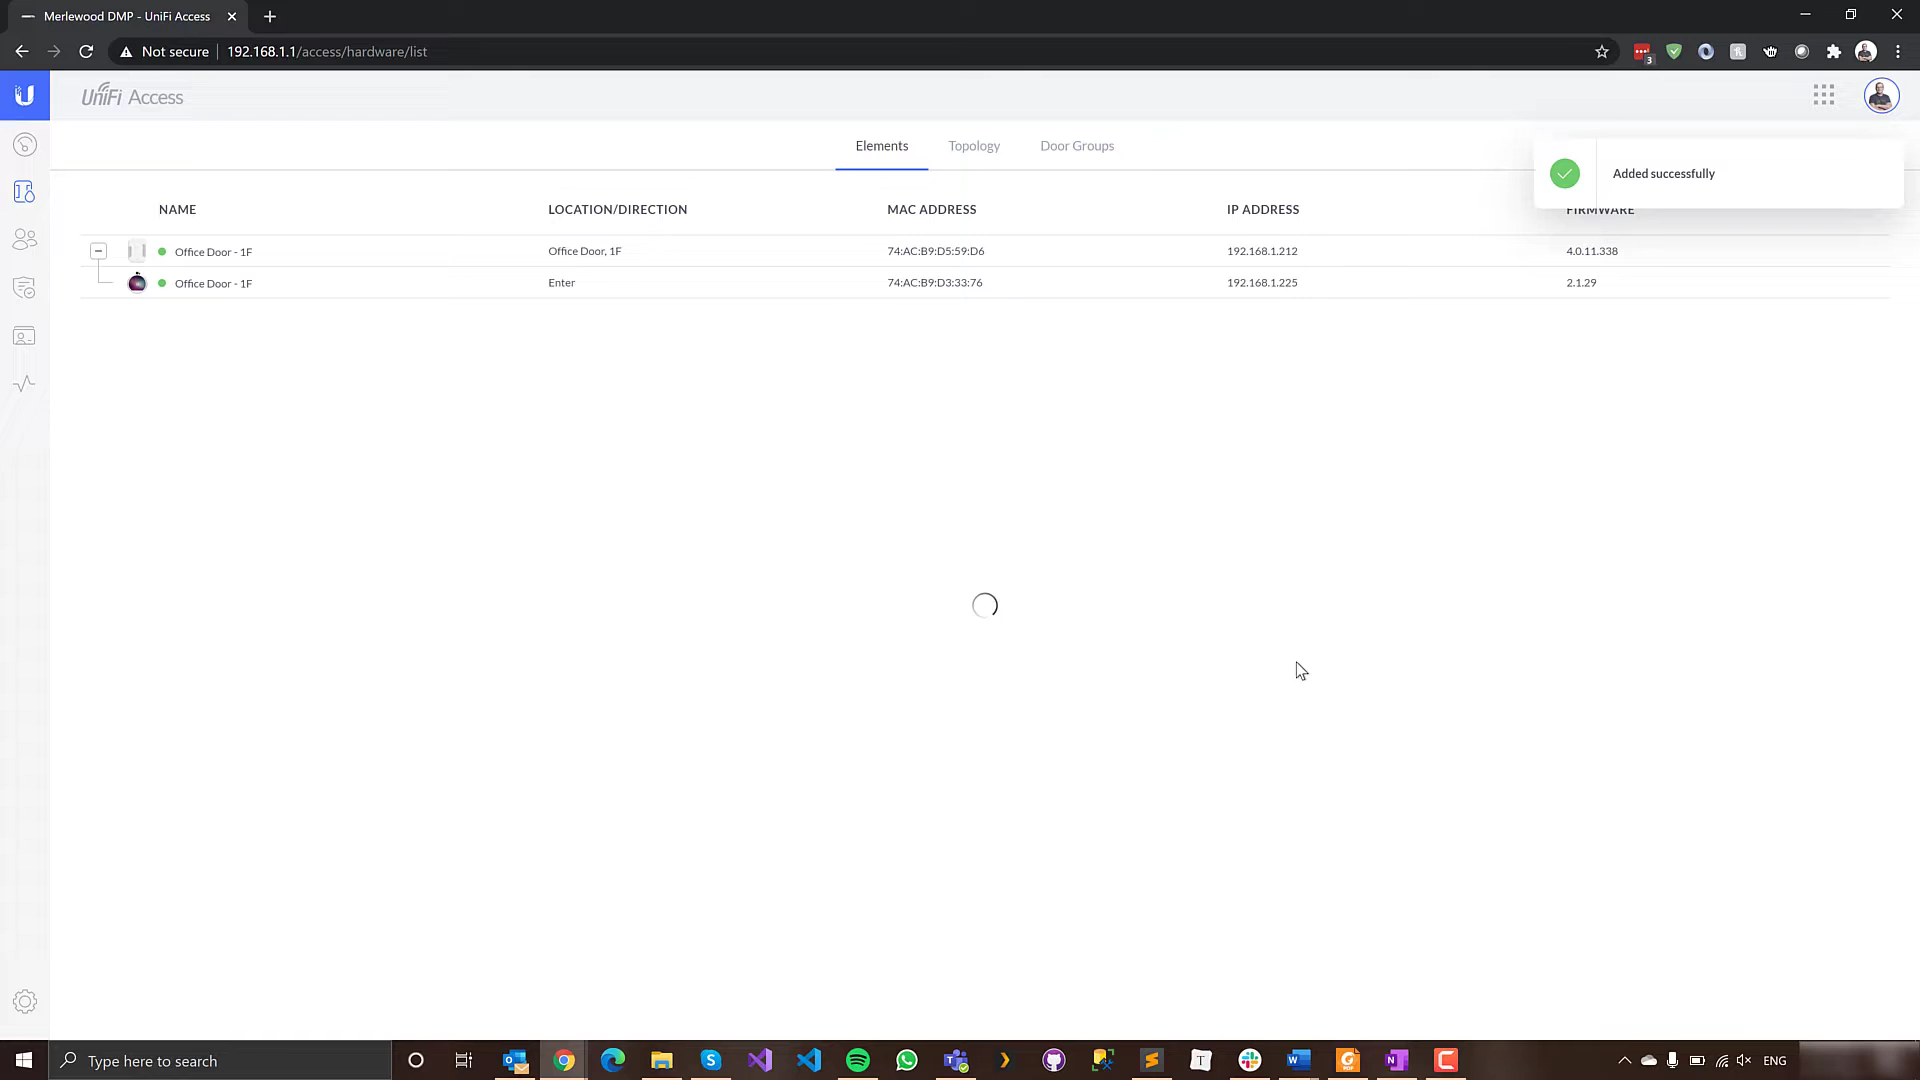 Merlewood DMP - UniFi Access
Not secure
192.168.1.1/access/hardware/list
3
U
UniFi Access
Elements
Topology
Door Groups
Added successfully
NAME
LOCATION/DIRECTION
MAC ADDRESS
IP ADDRESS
FIRMWARE
Office Door - 1F
Office Door, 1F
74:AC:B9:D5:59:D6
192.168.1.212
4.0.11.338
Office Door - 1F
Enter
74:AC:B9:D3:33:76
192.168.1.225
2.1.29
Type here to search
ENG